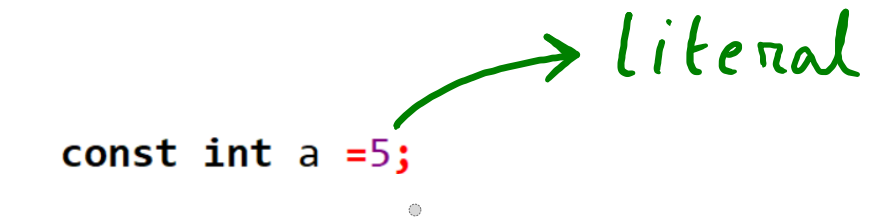 literal
const int a =5;